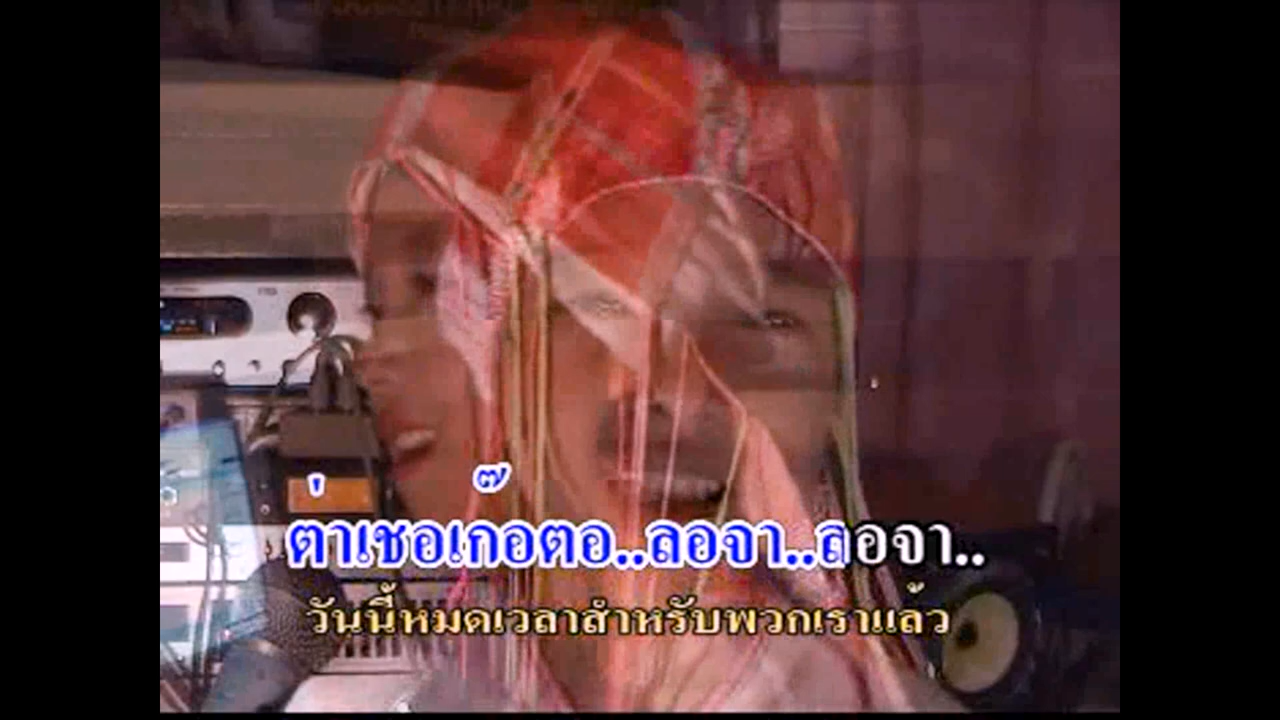 ต่าเชอเก๊อตอ..ลอจา..ลอจา..
วันนี้หมดเวลาสำหรับพวกเราแล้ว